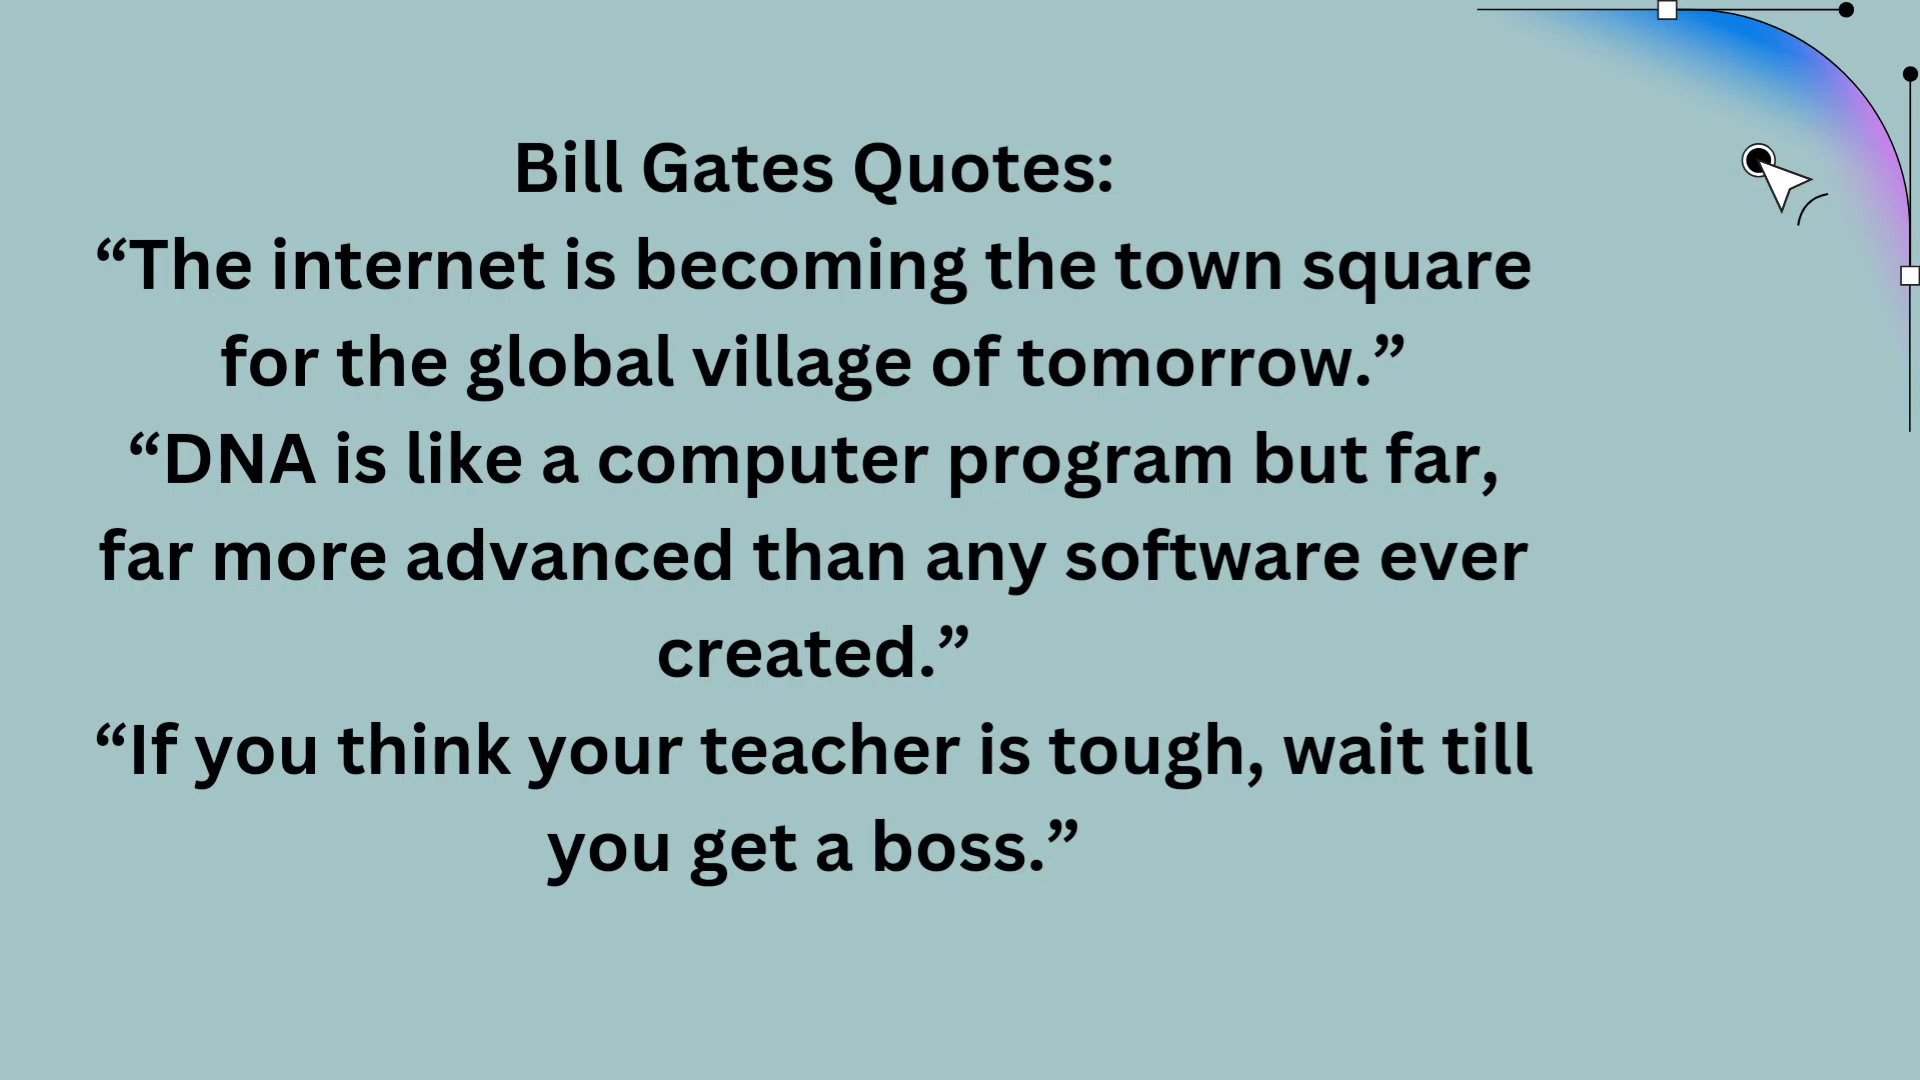 Bill Gates Quotes:
“The internet is becoming the town square
for the global village of tomorrow.”
“DNA is like a computer program but far,
far more advanced than any software ever
created.”
“If you think your teacher is tough, wait till
you get a boss.”